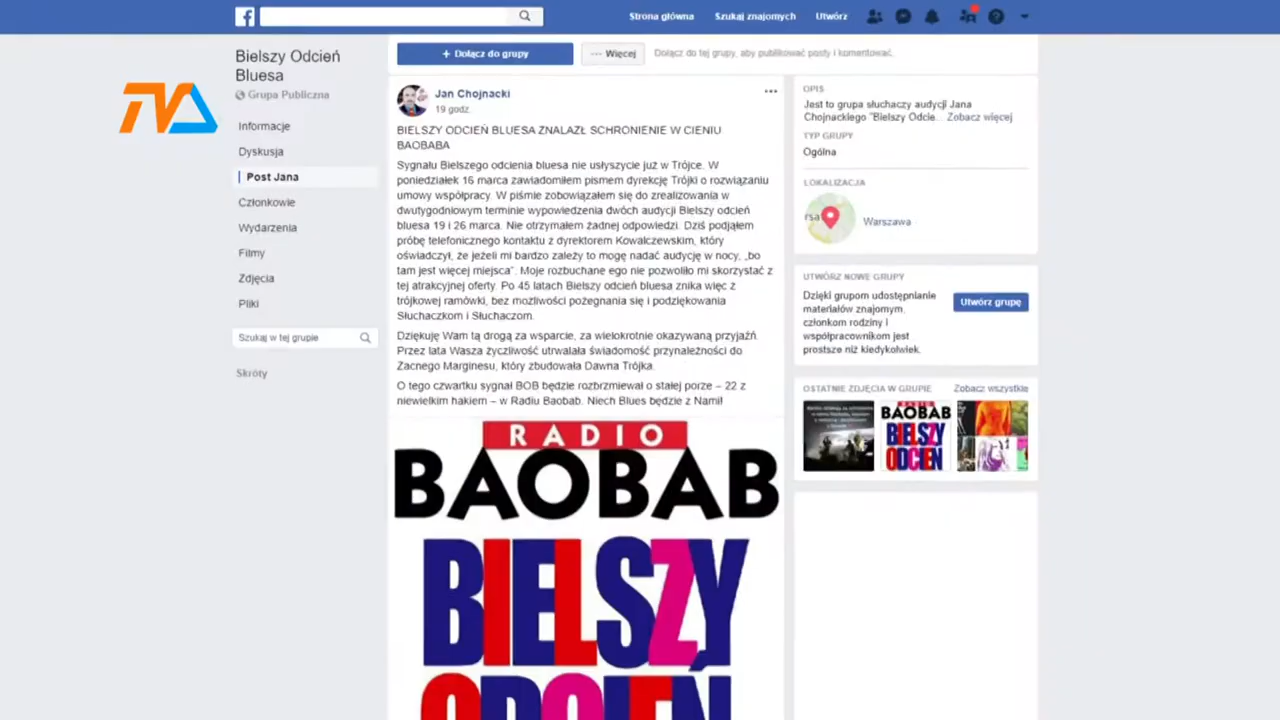 Strona główna
Szukaj znajomych
Utwórz
Bielszy Odcień
Bluesa
Grupa Publiczna
Informacje
Dyskusja
Post Jana
Członkowie
Wydarzenia
Filmy
Zdjęcia
Pliki
Szukaj w tej grupie
Skróty
+ Dołącz do grupy
Więcej
Dołącz do tej grupy, aby publikować posty i komentować.
Jan Chojnacki
19 godz.
BIELSZY ODCIEŃ BLUESA ZNALAZŁ SCHRONIENIE W CIENIU
BAOBABA
Sygnału Bielszego odcienia bluesa nie usłyszycie już w Trójce. W
poniedziałek 16 marca zawiadomiłem pismem dyrekcję Trójki o rozwiązaniu
umowy współpracy. W piśmie zobowiązałem się do zrealizowania w
dwutygodniowym terminie wypowiedzenia dwóch audycji Bielszy odcień
bluesa 19 i 26 marca. Nie otrzymałem żadnej odpowiedzi. Dziś podjąłem
próbę telefonicznego kontaktu z dyrektorem Kowalczewskim, który
oświadczył, że jeżeli mi bardzo zależy to mogę nadać audycję w nocy, „bo
tam jest więcej miejsca”. Moje rozbuchane ego nie pozwoliło mi skorzystać z
tej atrakcyjnej oferty. Po 45 latach Bielszy odcień bluesa znika więc z
trójkowej ramówki, bez możliwości pożegnania się i podziękowania
Słuchaczkom i Słuchaczom.
Dziękuję Wam tą drogą za wsparcie, za wielokrotnie okazywaną przyjaźń.
Przez lata Wasza życzliwość utrwalała świadomość przynależności do
Zacnego Marginesu, który zbudowała Dawna Trójka.
O tego czwartku sygnał BOB będzie rozbrzmiewał o stałej porze – 22 z
niewielkim hakiem – w Radiu Baobab. Niech Blues będzie z Nami!
RADIO
BAOBAB
BIELSZY
ODCIEŃ
OPIS
Jest to grupa słuchaczy audycji Jana
Chojnackiego "Bielszy Odcie... Zobacz więcej
TYP GRUPY
Ogólna
LOKALIZACJA
Warszawa
UTWÓRZ NOWE GRUPY
Dzięki grupom udostępnianie
materiałów znajomym,
członkom rodziny i
współpracownikom jest
prostsze niż kiedykolwiek.
Utwórz grupę
OSTATNIE ZDJĘCIA W GRUPIE
Zobacz wszystkie
BAOBAB
BIELSZY
ODCIEŃ